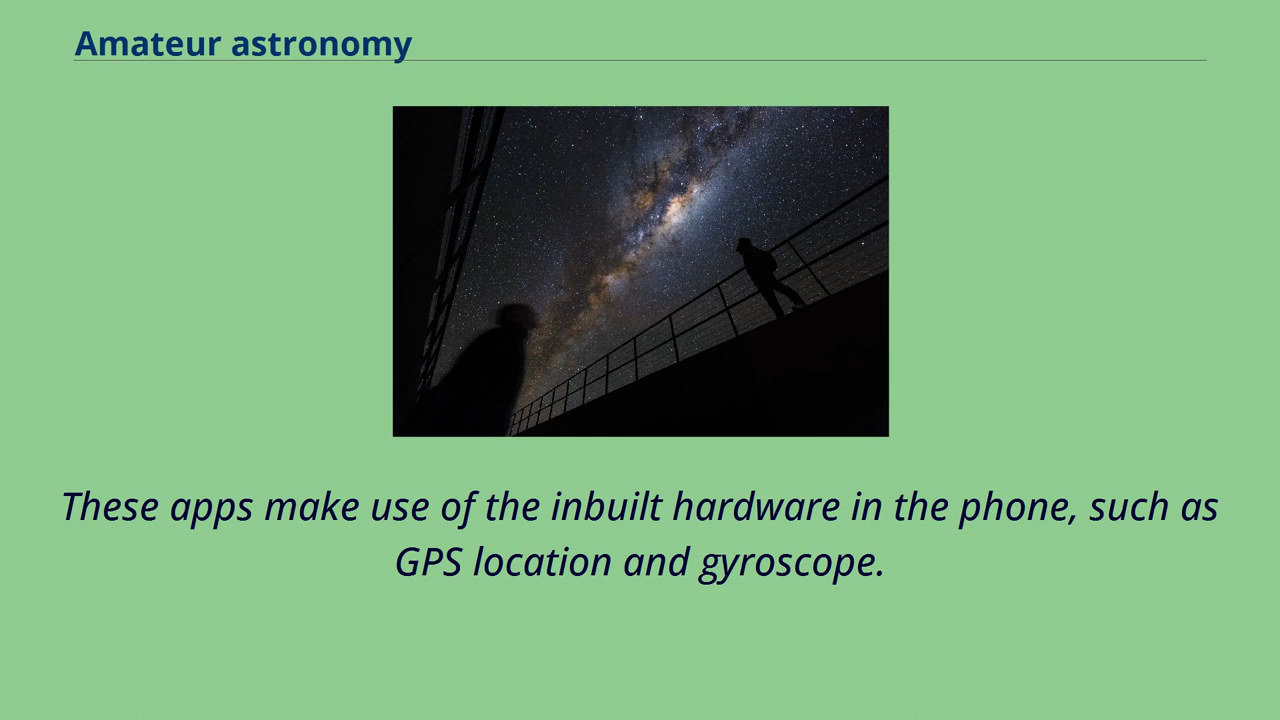 Amateur astronomy
These apps make use of the inbuilt hardware in the phone, such as
GPS location and gyroscope.